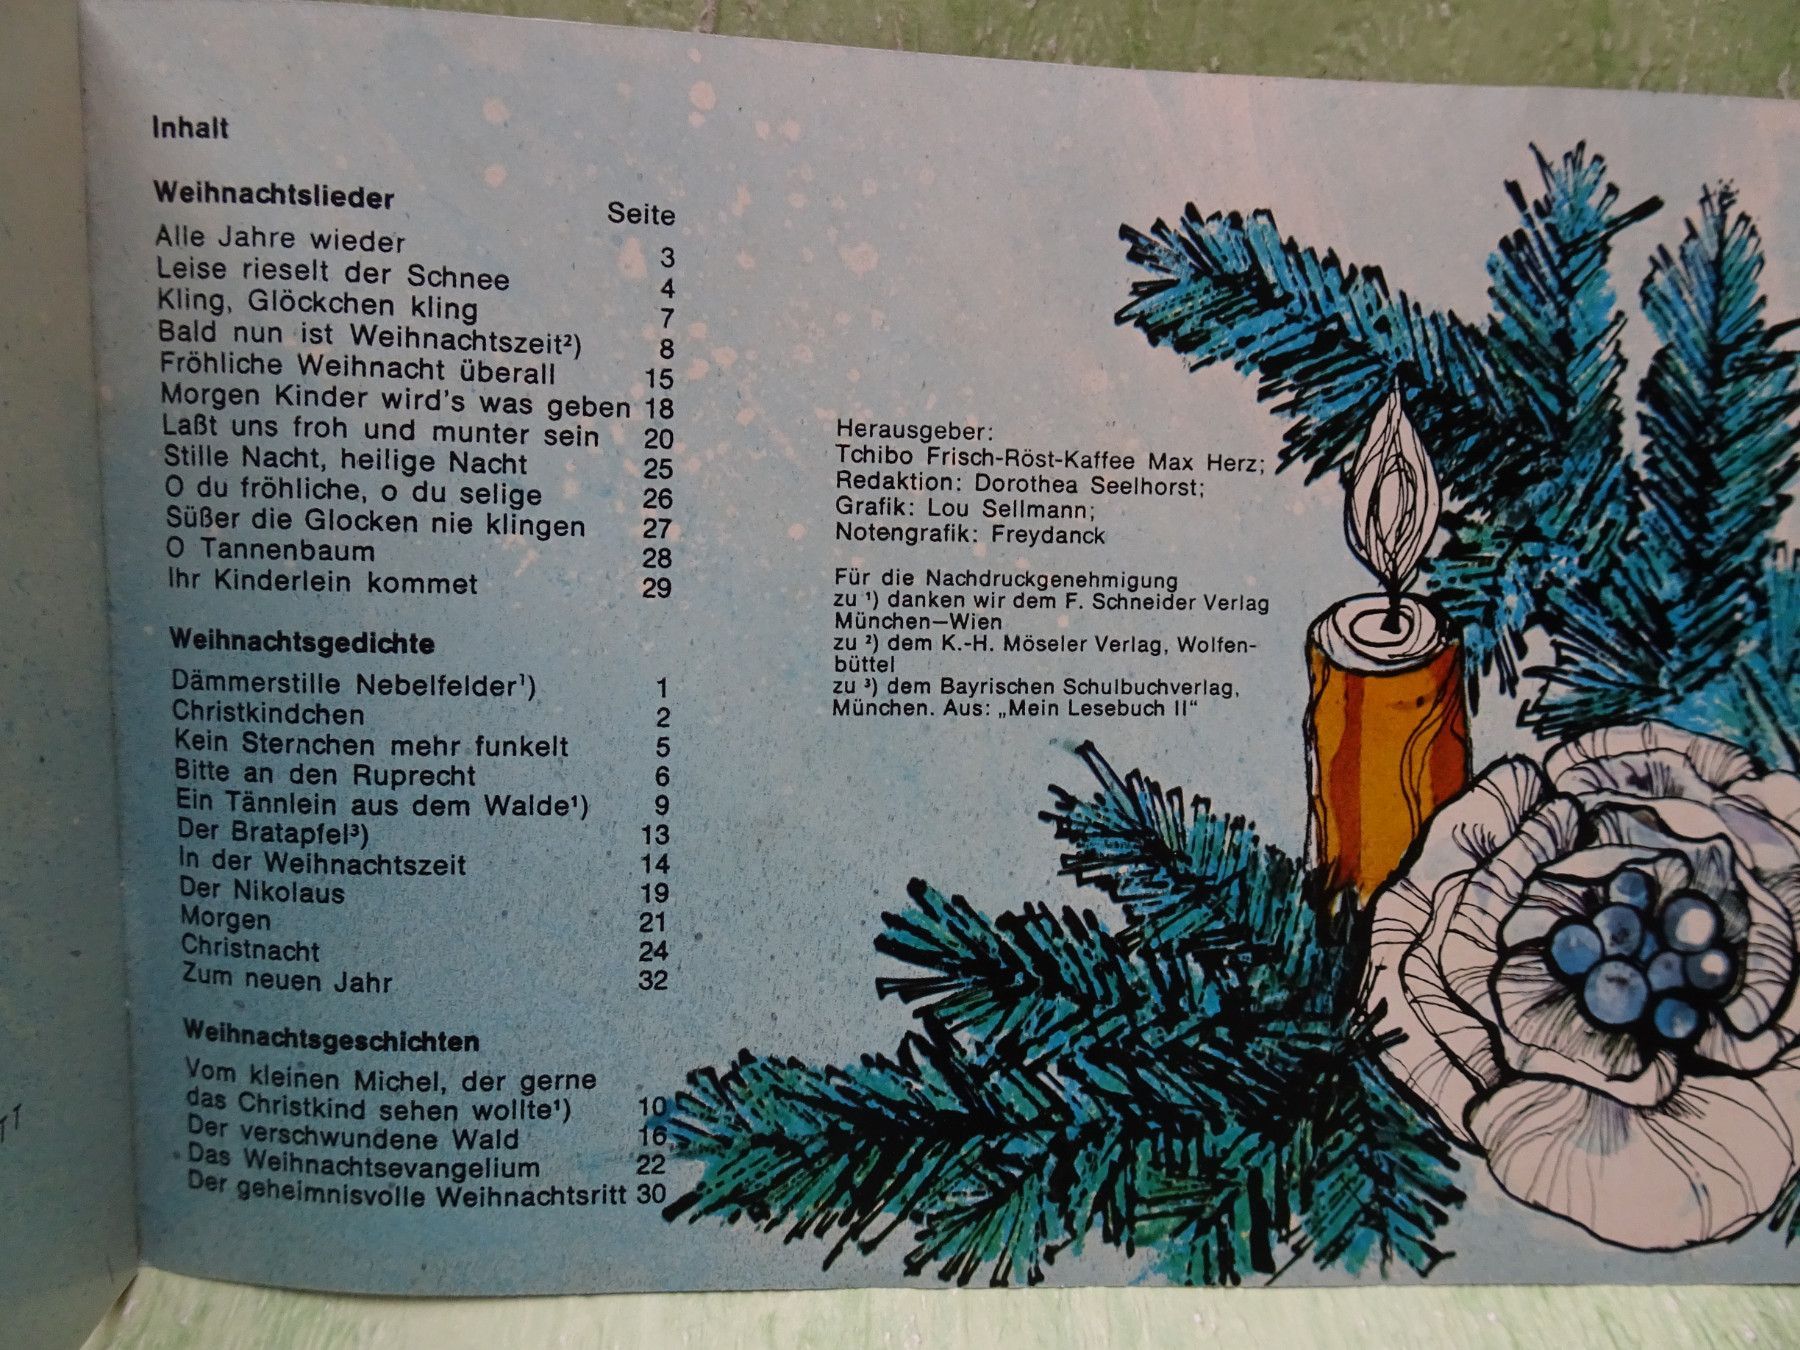 Inhalt
Weihnachtslieder
Seite
Alle Jahre wieder 3
Leise rieselt der Schnee 4
Kling, Glöckchen kling 7
Bald nun ist Weihnachtszeit²) 8
Fröhliche Weihnacht überall 15
Morgen Kinder wird's was geben 18
Laßt uns froh und munter sein 20
Stille Nacht, heilige Nacht 25
O du fröhliche, o du selige 26
Süßer die Glocken nie klingen 27
O Tannenbaum 28
Ihr Kinderlein kommet 29
Weihnachtsgedichte
Dämmerstille Nebelfelder¹) 1
Christkindchen 2
Kein Sternchen mehr funkelt 5
Bitte an den Ruprecht 6
Ein Tännlein aus dem Walde¹) 9
Der Bratapfel³) 13
In der Weihnachtszeit 14
Der Nikolaus 19
Morgen 21
Christnacht 24
Zum neuen Jahr 32
Weihnachtsgeschichten
Vom kleinen Michel, der gerne
das Christkind sehen wollte¹) 10
Der verschwundene Wald 16
Das Weihnachtsevangelium 22
Der geheimnisvolle Weihnachtsritt 30
Herausgeber:
Tchibo Frisch-Röst-Kaffee Max Herz;
Redaktion: Dorothea Seelhorst;
Grafik: Lou Sellmann;
Notengrafik: Freydanck
Für die Nachdruckgenehmigung
zu ¹) danken wir dem F. Schneider Verlag
München—Wien
zu ²) dem K.-H. Möseler Verlag, Wolfen-
büttel
zu ³) dem Bayrischen Schulbuchverlag,
München. Aus: „Mein Lesebuch II"